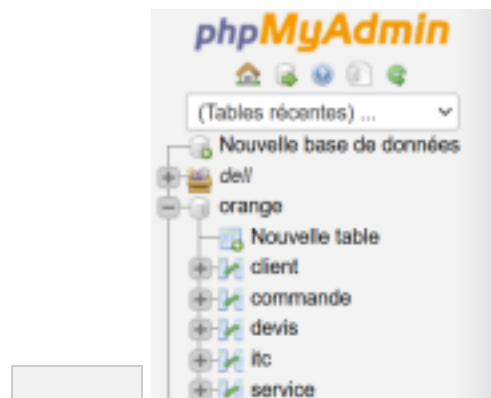 phpMyAdmin
(Tables récentes) ...
Nouvelle base de données
dell
orange
Nouvelle table
client
commande
devis
itc
service